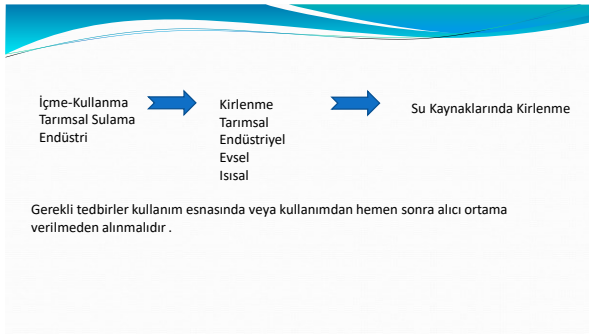 İçme-Kullanma
Tarımsal Sulama
Endüstri
Kirlenme
Tarımsal
Endüstriyel
Evsel
Isısal
Su Kaynaklarında Kirlenme
Gerekli tedbirler kullanım esnasında veya kullanımdan hemen sonra alıcı ortama
verilmeden alınmalıdır .